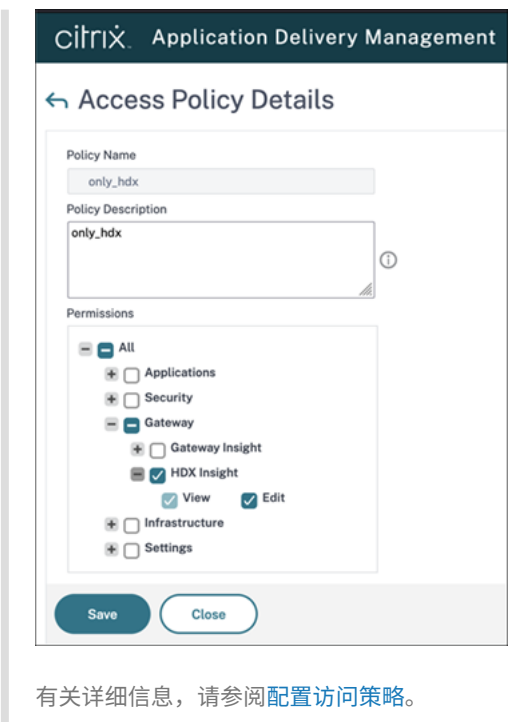 citrix. Application Delivery Management
Access Policy Details
Policy Name
only_hdx
Policy Description
only_hdx
Permissions
All
Applications
Security
Gateway
Gateway Insight
HDX Insight
View Edit
Infrastructure
Settings
Save Close
有关详细信息，请参阅配置访问策略。